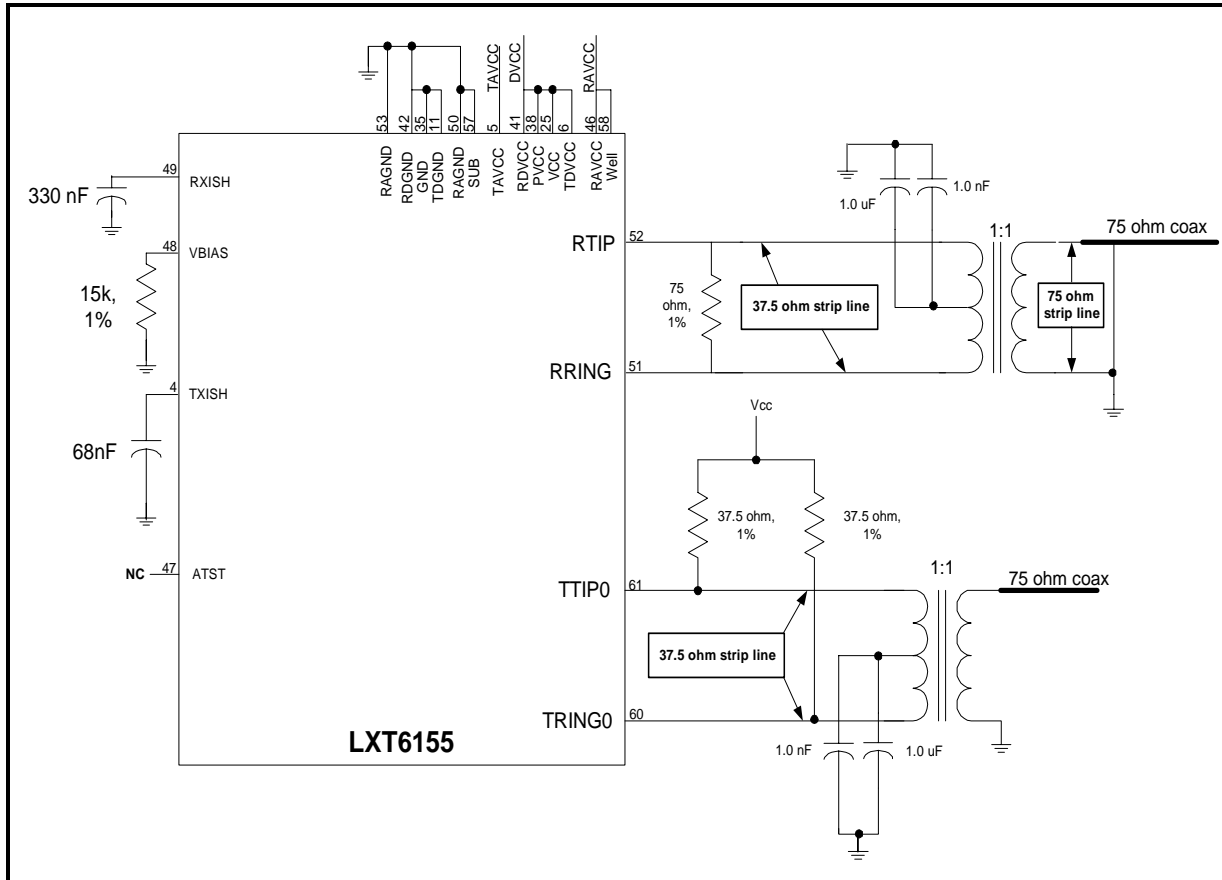 TAVCC
DVCC
RAVCC
53
42
35
11
50
57
5
41
38
25
6
46
58
RAGND
RDGND
GND
TDGND
RAGND
SUB
TAVCC
RDVCC
PVCC
VCC
TDVCC
RAVCC
Well
49
RXISH
330 nF
48
VBIAS
15k,
1%
4
TXISH
68nF
NC
47
ATST
LXT6155
1.0 uF
1.0 nF
RTIP
52
1:1
75 ohm coax
75
ohm,
1%
37.5 ohm strip line
75 ohm
strip line
RRING
51
Vcc
37.5 ohm,
1%
37.5 ohm,
1%
TTIP0
61
1:1
75 ohm coax
37.5 ohm strip line
TRING0
60
1.0 nF
1.0 uF